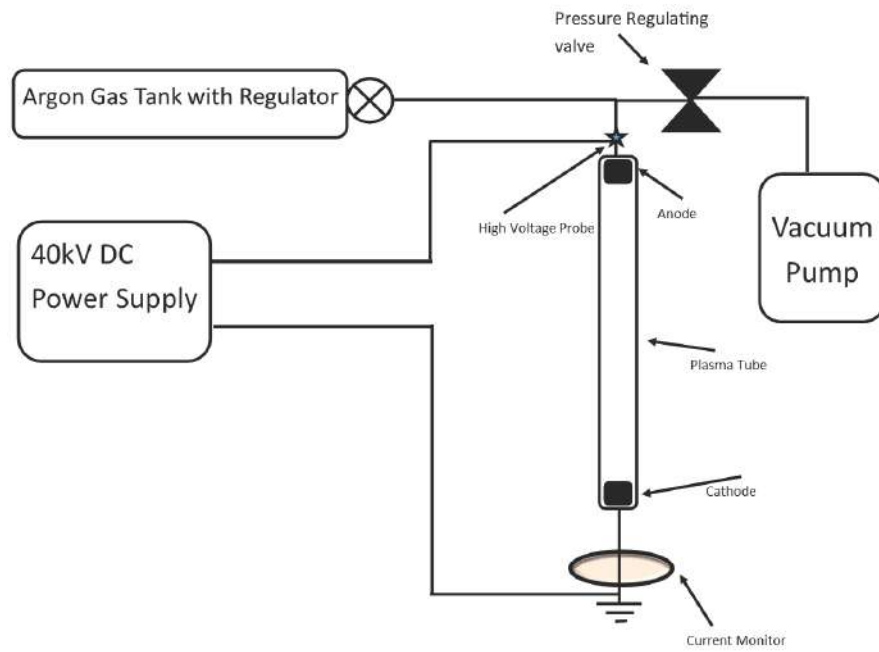 Pressure Regulating
valve
Argon Gas Tank with Regulator
High Voltage Probe
Anode
40kV DC
Power Supply
Vacuum
Pump
Plasma Tube
Cathode
Current Monitor